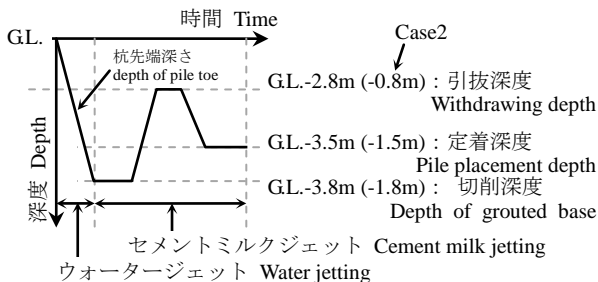 時間 Time
G.L.
Case2
杭先端深さ
depth of pile toe
G.L.-2.8m (-0.8m)：引抜深度
Withdrawing depth
深度 Depth
G.L.-3.5m (-1.5m)：定着深度
Pile placement depth
G.L.-3.8m (-1.8m)： 切削深度
Depth of grouted base
セメントミルクジェット Cement milk jetting
ウォータージェット Water jetting